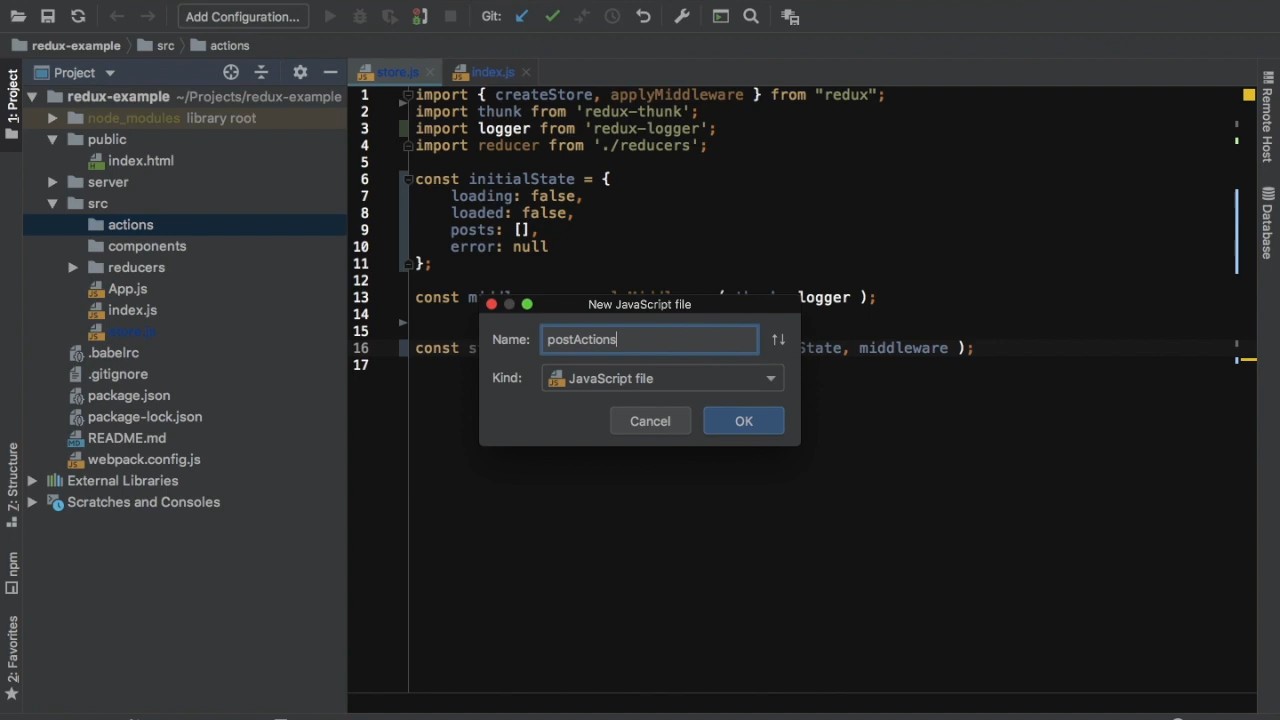 Add Configuration...
Git:
redux-example
src
actions
Project
store.js
index.js
1: Project
redux-example ~/Projects/redux-example
node_modules library root
public
index.html
server
src
actions
components
reducers
App.js
index.js
store.js
.babelrc
.gitignore
package.json
package-lock.json
README.md
webpack.config.js
External Libraries
Scratches and Consoles
Z: Structure
npm
2: Favorites
1 import { createStore, applyMiddleware } from "redux";
2 import thunk from 'redux-thunk';
3 import logger from 'redux-logger';
4 import reducer from './reducers';
5
6 const initialState = {
7 loading: false,
8 loaded: false,
9 posts: [],
10 error: null
11 };
12
13 const logger );
14
15
16 const State, middleware );
17
New JavaScript file
Name: postActions
Kind: JavaScript file
Cancel
OK
Remote Host
Database